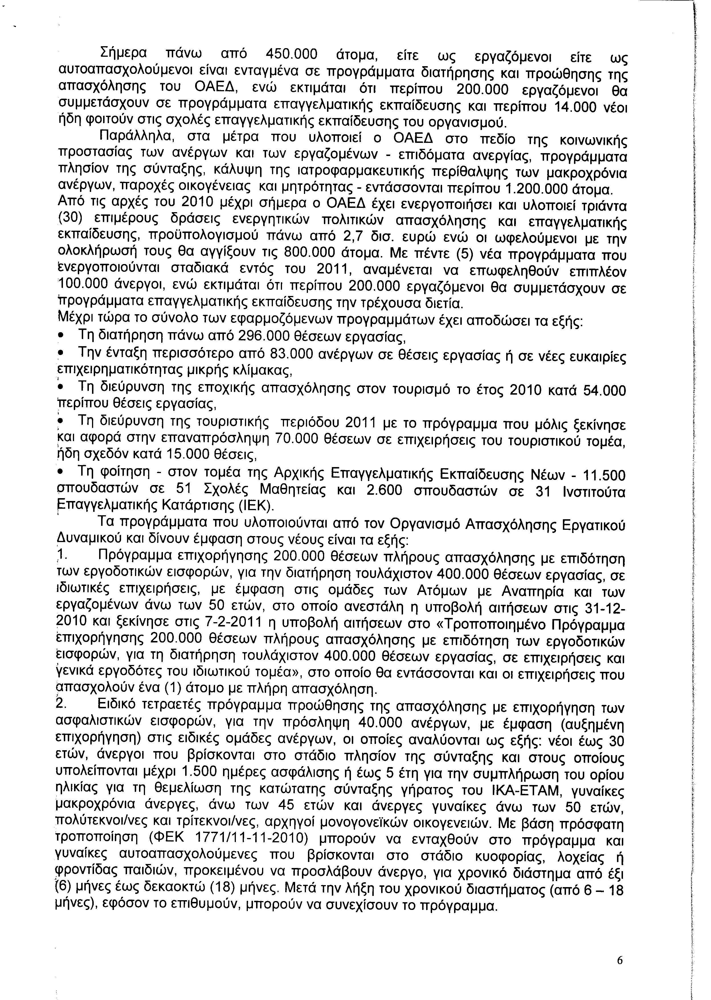 Σήμερα πάνω από 450.000 άτομα, είτε ως εργαζόμενοι είτε ως
αυτοαπασχολούμενοι είναι ενταγμένα σε προγράμματα διατήρησης και προώθησης της
απασχόλησης του ΟΑΕΔ, ενώ εκτιμάται ότι περίπου 200.000 εργαζόμενοι θα
συμμετάσχουν σε προγράμματα επαγγελματικής εκπαίδευσης και περίπου 14.000 νέοι
ήδη φοιτούν στις σχολές επαγγελματικής εκπαίδευσης του οργανισμού.
Παράλληλα, στα μέτρα που υλοποιεί ο ΟΑΕΔ στο πεδίο της κοινωνικής
προστασίας των ανέργων και των εργαζομένων - επιδόματα ανεργίας, προγράμματα
πλησίον της σύνταξης, κάλυψη της ιατροφαρμακευτικής περίθαλψης των μακροχρόνια
ανέργων, παροχές οικογένειας και μητρότητας - εντάσσονται περίπου 1.200.000 άτομα.
Από τις αρχές του 2010 μέχρι σήμερα ο ΟΑΕΔ έχει ενεργοποιήσει και υλοποιεί τριάντα
(30) επιμέρους δράσεις ενεργητικών πολιτικών απασχόλησης και επαγγελματικής
εκπαίδευσης, προϋπολογισμού πάνω από 2,7 δισ. ευρώ ενώ οι ωφελούμενοι με την
ολοκλήρωσή τους θα αγγίξουν τις 800.000 άτομα. Με πέντε (5) νέα προγράμματα που
ενεργοποιούνται σταδιακά εντός του 2011, αναμένεται να επωφεληθούν επιπλέον
100.000 άνεργοι, ενώ εκτιμάται ότι περίπου 200.000 εργαζόμενοι θα συμμετάσχουν σε
προγράμματα επαγγελματικής εκπαίδευσης την τρέχουσα διετία.
Μέχρι τώρα το σύνολο των εφαρμοζόμενων προγραμμάτων έχει αποδώσει τα εξής:
• Τη διατήρηση πάνω από 296.000 θέσεων εργασίας,
• Την ένταξη περισσότερο από 83.000 ανέργων σε θέσεις εργασίας ή σε νέες ευκαιρίες
επιχειρηματικότητας μικρής κλίμακας,
• Τη διεύρυνση της εποχικής απασχόλησης στον τουρισμό το έτος 2010 κατά 54.000
περίπου θέσεις εργασίας,
• Τη διεύρυνση της τουριστικής περιόδου 2011 με το πρόγραμμα που μόλις ξεκίνησε
και αφορά στην επαναπρόσληψη 70.000 θέσεων σε επιχειρήσεις του τουριστικού τομέα,
ήδη σχεδόν κατά 15.000 θέσεις,
• Τη φοίτηση - στον τομέα της Αρχικής Επαγγελματικής Εκπαίδευσης Νέων - 11.500
σπουδαστών σε 51 Σχολές Μαθητείας και 2.600 σπουδαστών σε 31 Ινστιτούτα
Επαγγελματικής Κατάρτισης (ΙΕΚ).
Τα προγράμματα που υλοποιούνται από τον Οργανισμό Απασχόλησης Εργατικού
Δυναμικού και δίνουν έμφαση στους νέους είναι τα εξής:
1. Πρόγραμμα επιχορήγησης 200.000 θέσεων πλήρους απασχόλησης με επιδότηση
των εργοδοτικών εισφορών, για την διατήρηση τουλάχιστον 400.000 θέσεων εργασίας, σε
ιδιωτικές επιχειρήσεις, με έμφαση στις ομάδες των Ατόμων με Αναπηρία και των
εργαζομένων άνω των 50 ετών, στο οποίο ανεστάλη η υποβολή αιτήσεων στις 31-12-
2010 και ξεκίνησε στις 7-2-2011 η υποβολή αιτήσεων στο «Τροποποιημένο Πρόγραμμα
επιχορήγησης 200.000 θέσεων πλήρους απασχόλησης με επιδότηση των εργοδοτικών
εισφορών, για τη διατήρηση τουλάχιστον 400.000 θέσεων εργασίας, σε επιχειρήσεις και
γενικά εργοδότες του ιδιωτικού τομέα», στο οποίο θα εντάσσονται και οι επιχειρήσεις που
απασχολούν ένα (1) άτομο με πλήρη απασχόληση.
2. Ειδικό τετραετές πρόγραμμα προώθησης της απασχόλησης με επιχορήγηση των
ασφαλιστικών εισφορών, για την πρόσληψη 40.000 ανέργων, με έμφαση (αυξημένη
επιχορήγηση) στις ειδικές ομάδες ανέργων, οι οποίες αναλύονται ως εξής: νέοι έως 30
ετών, άνεργοι που βρίσκονται στο στάδιο πλησίον της σύνταξης και στους οποίους
υπολείπονται μέχρι 1.500 ημέρες ασφάλισης ή έως 5 έτη για την συμπλήρωση του ορίου
ηλικίας για τη θεμελίωση της κατώτατης σύνταξης γήρατος του ΙΚΑ-ΕΤΑΜ, γυναίκες
μακροχρόνια άνεργες, άνω των 45 ετών και άνεργες γυναίκες άνω των 50 ετών,
πολύτεκνοι/νες και τρίτεκνοι/νες, αρχηγοί μονογονεϊκών οικογενειών. Με βάση πρόσφατη
τροποποίηση (ΦΕΚ 1771/11-11-2010) μπορούν να ενταχθούν στο πρόγραμμα και
γυναίκες αυτοαπασχολούμενες που βρίσκονται στο στάδιο κυοφορίας, λοχείας ή
φροντίδας παιδιών, προκειμένου να προσλάβουν άνεργο, για χρονικό διάστημα από έξι
(6) μήνες έως δεκαοκτώ (18) μήνες. Μετά την λήξη του χρονικού διαστήματος (από 6 – 18
μήνες), εφόσον το επιθυμούν, μπορούν να συνεχίσουν το πρόγραμμα.
6